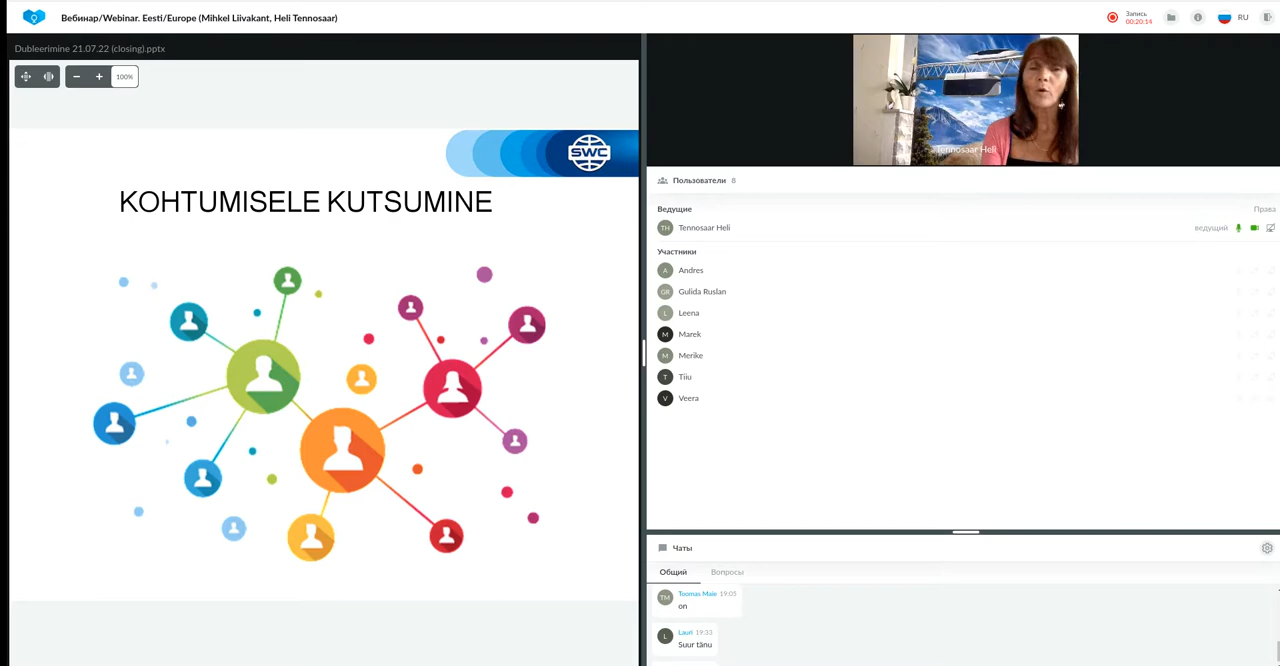 Вебинар/Webinar. Eesti/Europe (Mihkel Liivakant, Heli Tennosaar)
Запись
00:20:14
RU
Dubleerimine 21.07.22 (closing).pptx
100%
SWC
KOHTUMISELE KUTSUMINE
Tennosaar Heli
Пользователи 8
Ведущие Права
TH Tennosaar Heli ведущий
Участники
A Andres
GR Gulida Ruslan
L Leena
M Marek
M Merike
T Tiiu
V Veera
Чаты
Общий Вопросы
TM Toomas Maie 19:05
on
L Lauri 19:33
Suur tänu